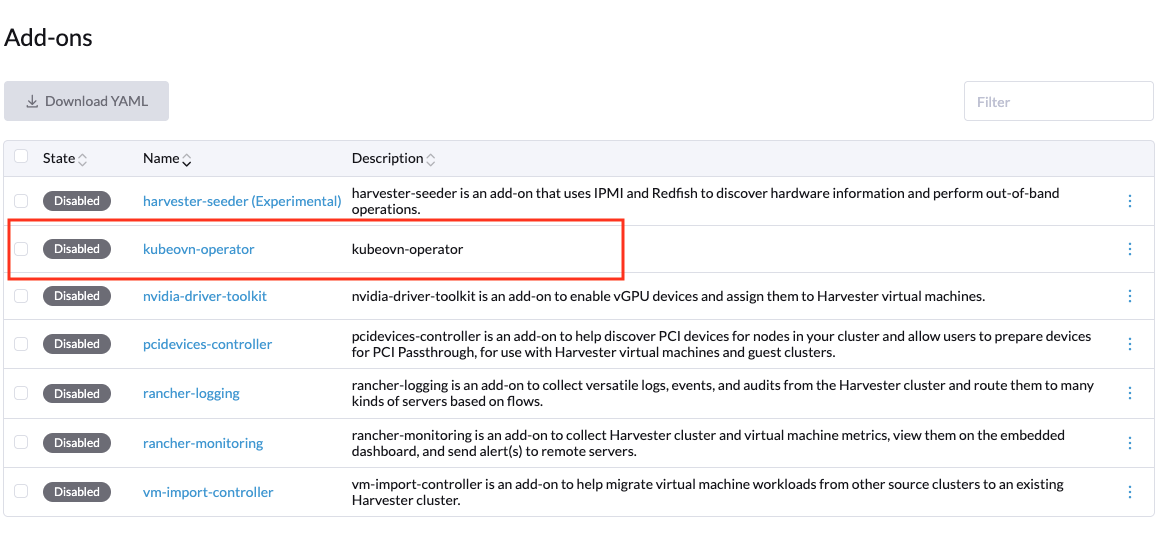 Add-ons
Download YAML
Filter
State Name Description
Disabled harvester-seeder (Experimental) harvester-seeder is an add-on that uses IPMI and Redfish to discover hardware information and perform out-of-band
operations.
Disabled kubeovn-operator kubeovn-operator
Disabled nvidia-driver-toolkit nvidia-driver-toolkit is an add-on to enable vGPU devices and assign them to Harvester virtual machines.
Disabled pcidevices-controller pcidevices-controller is an add-on to help discover PCI devices for nodes in your cluster and allow users to prepare devices
for PCI Passthrough, for use with Harvester virtual machines and guest clusters.
Disabled rancher-logging rancher-logging is an add-on to collect versatile logs, events, and audits from the Harvester cluster and route them to many
kinds of servers based on flows.
Disabled rancher-monitoring rancher-monitoring is an add-on to collect Harvester cluster and virtual machine metrics, view them on the embedded
dashboard, and send alert(s) to remote servers.
Disabled vm-import-controller vm-import-controller is an add-on to help migrate virtual machine workloads from other source clusters to an existing
Harvester cluster.